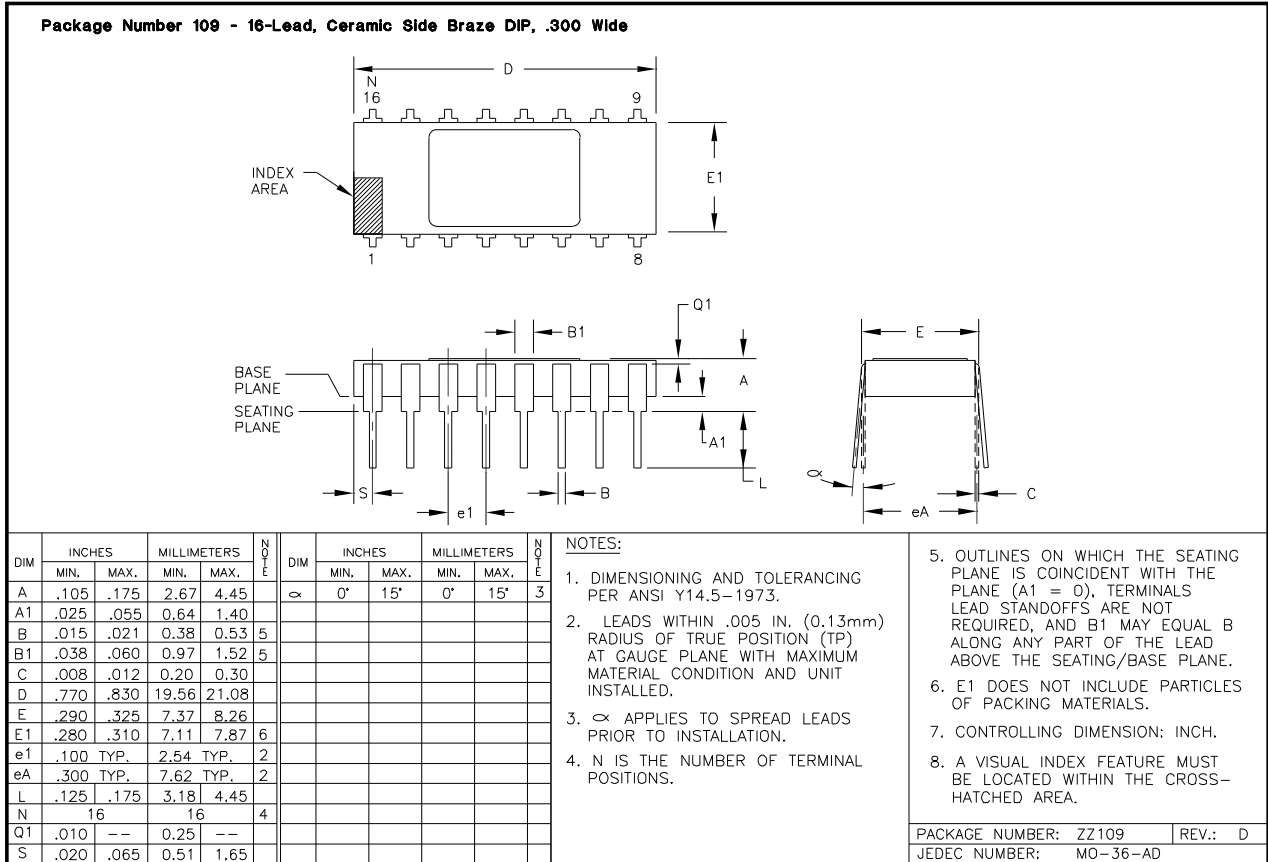 Package Number 109 - 16-Lead, Ceramic Side Braze DIP, .300 Wide
D
N
16
9
INDEX
AREA
E1
1
8
Q1
B1
E
BASE
PLANE
A
SEATING
PLANE
A1
L
S
B
e1
α
C
eA
DIM INCHES MILLIMETERS NOTE DIM INCHES MILLIMETERS NOTE
MIN. MAX. MIN. MAX. MIN. MAX. MIN. MAX.
A .105 .175 2.67 4.45 α 0° 15° 0° 15° 3
A1 .025 .055 0.64 1.40
B .015 .021 0.38 0.53 5
B1 .038 .060 0.97 1.52 5
C .008 .012 0.20 0.30
D .770 .830 19.56 21.08
E .290 .325 7.37 8.26
E1 .280 .310 7.11 7.87 6
e1 .100 TYP. 2.54 TYP. 2
eA .300 TYP. 7.62 TYP. 2
L .125 .175 3.18 4.45
N 16 16 4
Q1 .010 -- 0.25 --
S .020 .065 0.51 1.65
NOTES:
1. DIMENSIONING AND TOLERANCING
PER ANSI Y14.5-1973.
2. LEADS WITHIN .005 IN. (0.13mm)
RADIUS OF TRUE POSITION (TP)
AT GAUGE PLANE WITH MAXIMUM
MATERIAL CONDITION AND UNIT
INSTALLED.
3. α APPLIES TO SPREAD LEADS
PRIOR TO INSTALLATION.
4. N IS THE NUMBER OF TERMINAL
POSITIONS.
5. OUTLINES ON WHICH THE SEATING
PLANE IS COINCIDENT WITH THE
PLANE (A1 = 0), TERMINALS
LEAD STANDOFFS ARE NOT
REQUIRED, AND B1 MAY EQUAL B
ALONG ANY PART OF THE LEAD
ABOVE THE SEATING/BASE PLANE.
6. E1 DOES NOT INCLUDE PARTICLES
OF PACKING MATERIALS.
7. CONTROLLING DIMENSION: INCH.
8. A VISUAL INDEX FEATURE MUST
BE LOCATED WITHIN THE CROSS-
HATCHED AREA.
PACKAGE NUMBER: ZZ109 REV.: D
JEDEC NUMBER: MO-36-AD